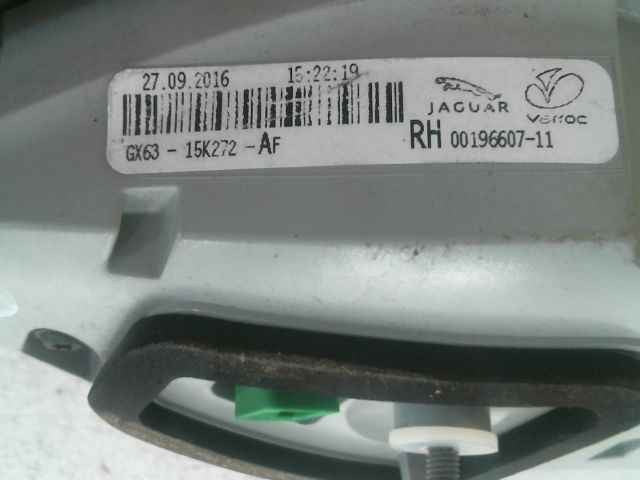 27.09.2016 15:22:19
JAGUAR
GX63 - 15K272 - AF
RH 00196607-11